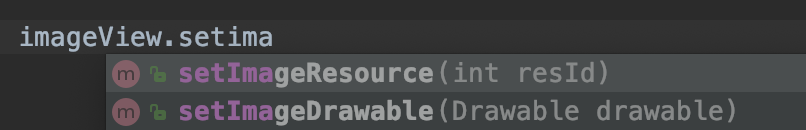 imageView.setima
m setImageResource(int resId)
m setImageDrawable(Drawable drawable)